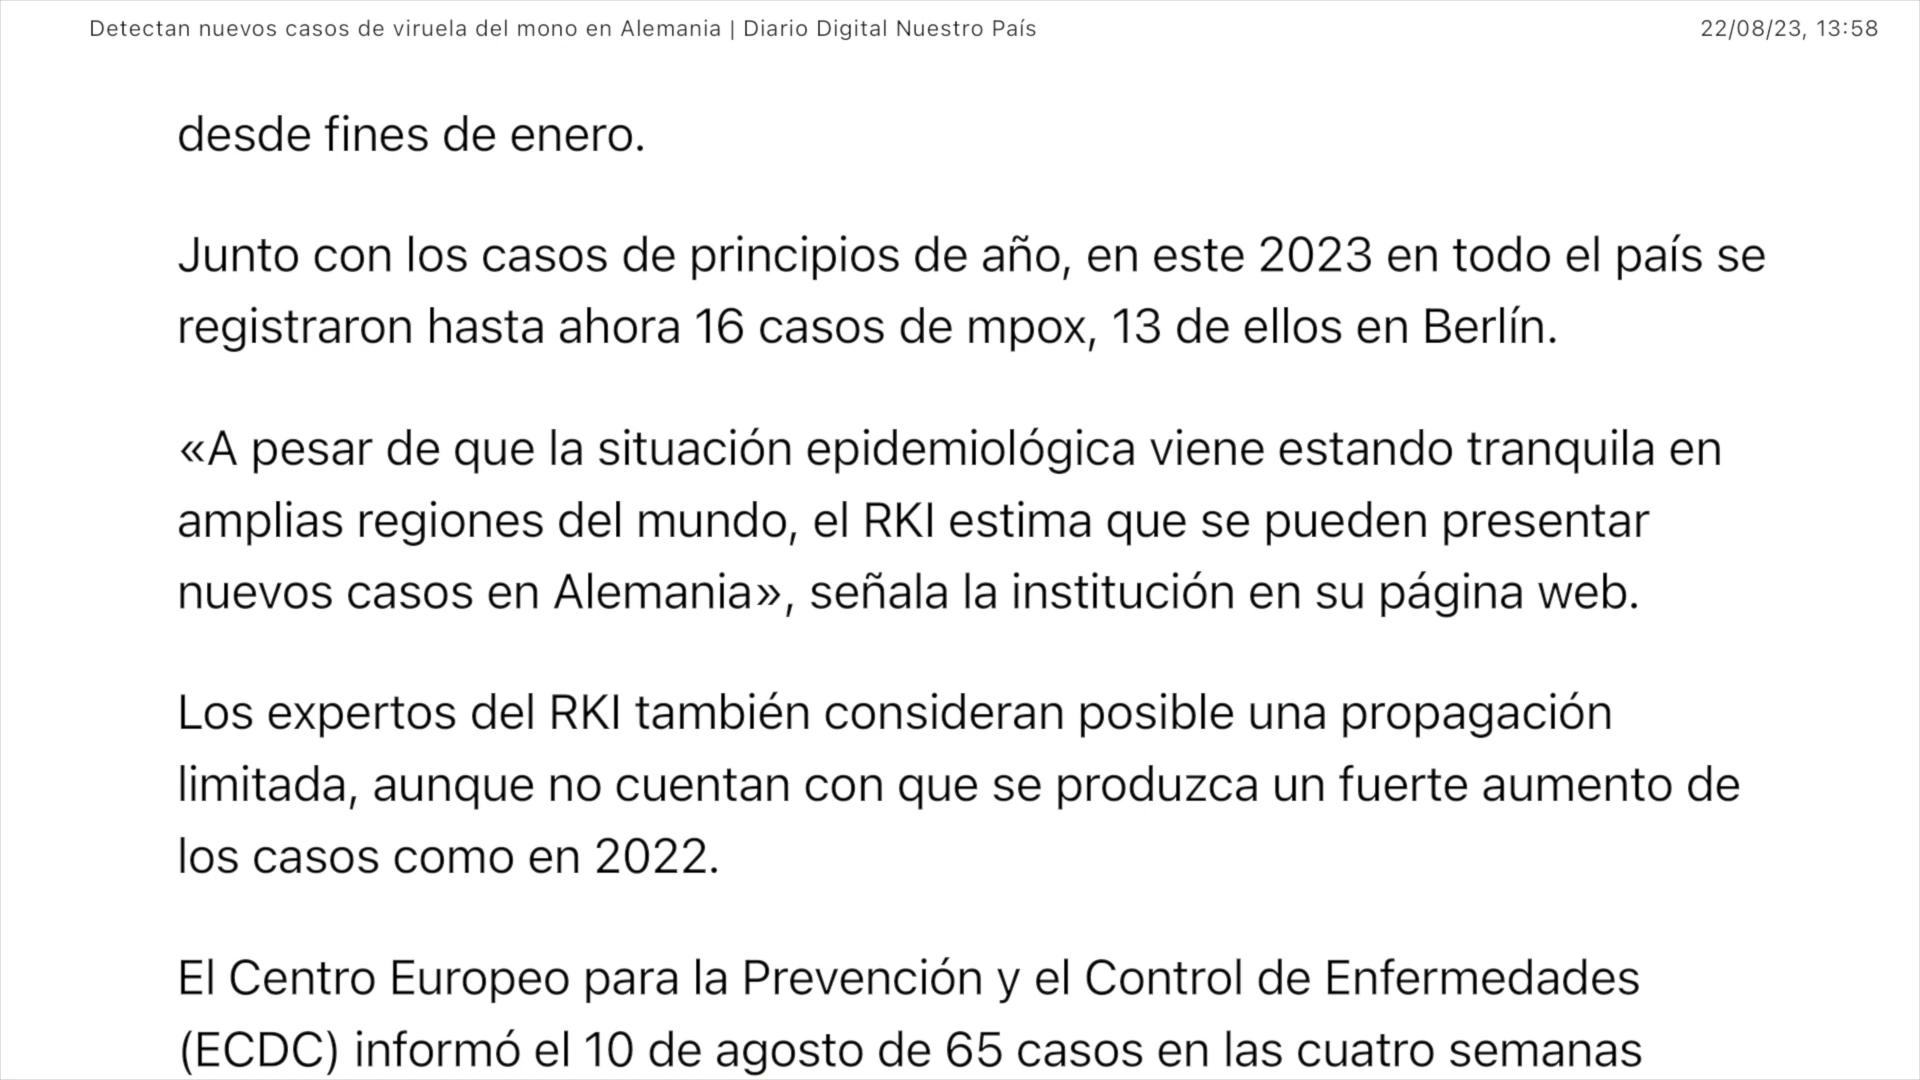 Detectan nuevos casos de viruela del mono en Alemania | Diario Digital Nuestro País
22/08/23, 13:58
desde fines de enero.
Junto con los casos de principios de año, en este 2023 en todo el país se
registraron hasta ahora 16 casos de mpox, 13 de ellos en Berlín.
«A pesar de que la situación epidemiológica viene estando tranquila en
amplias regiones del mundo, el RKI estima que se pueden presentar
nuevos casos en Alemania», señala la institución en su página web.
Los expertos del RKI también consideran posible una propagación
limitada, aunque no cuentan con que se produzca un fuerte aumento de
los casos como en 2022.
El Centro Europeo para la Prevención y el Control de Enfermedades
(ECDC) informó el 10 de agosto de 65 casos en las cuatro semanas